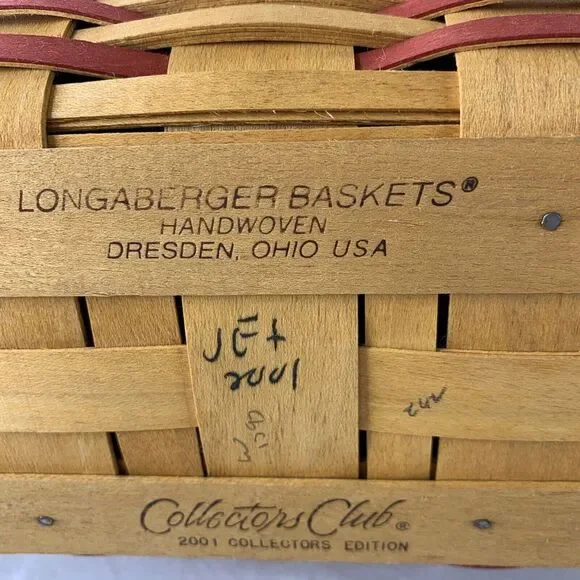 LONGABERGER BASKETS®
HANDWOVEN
DRESDEN, OHIO USA
JEt
2001
Collectors Club®
2001 COLLECTORS EDITION